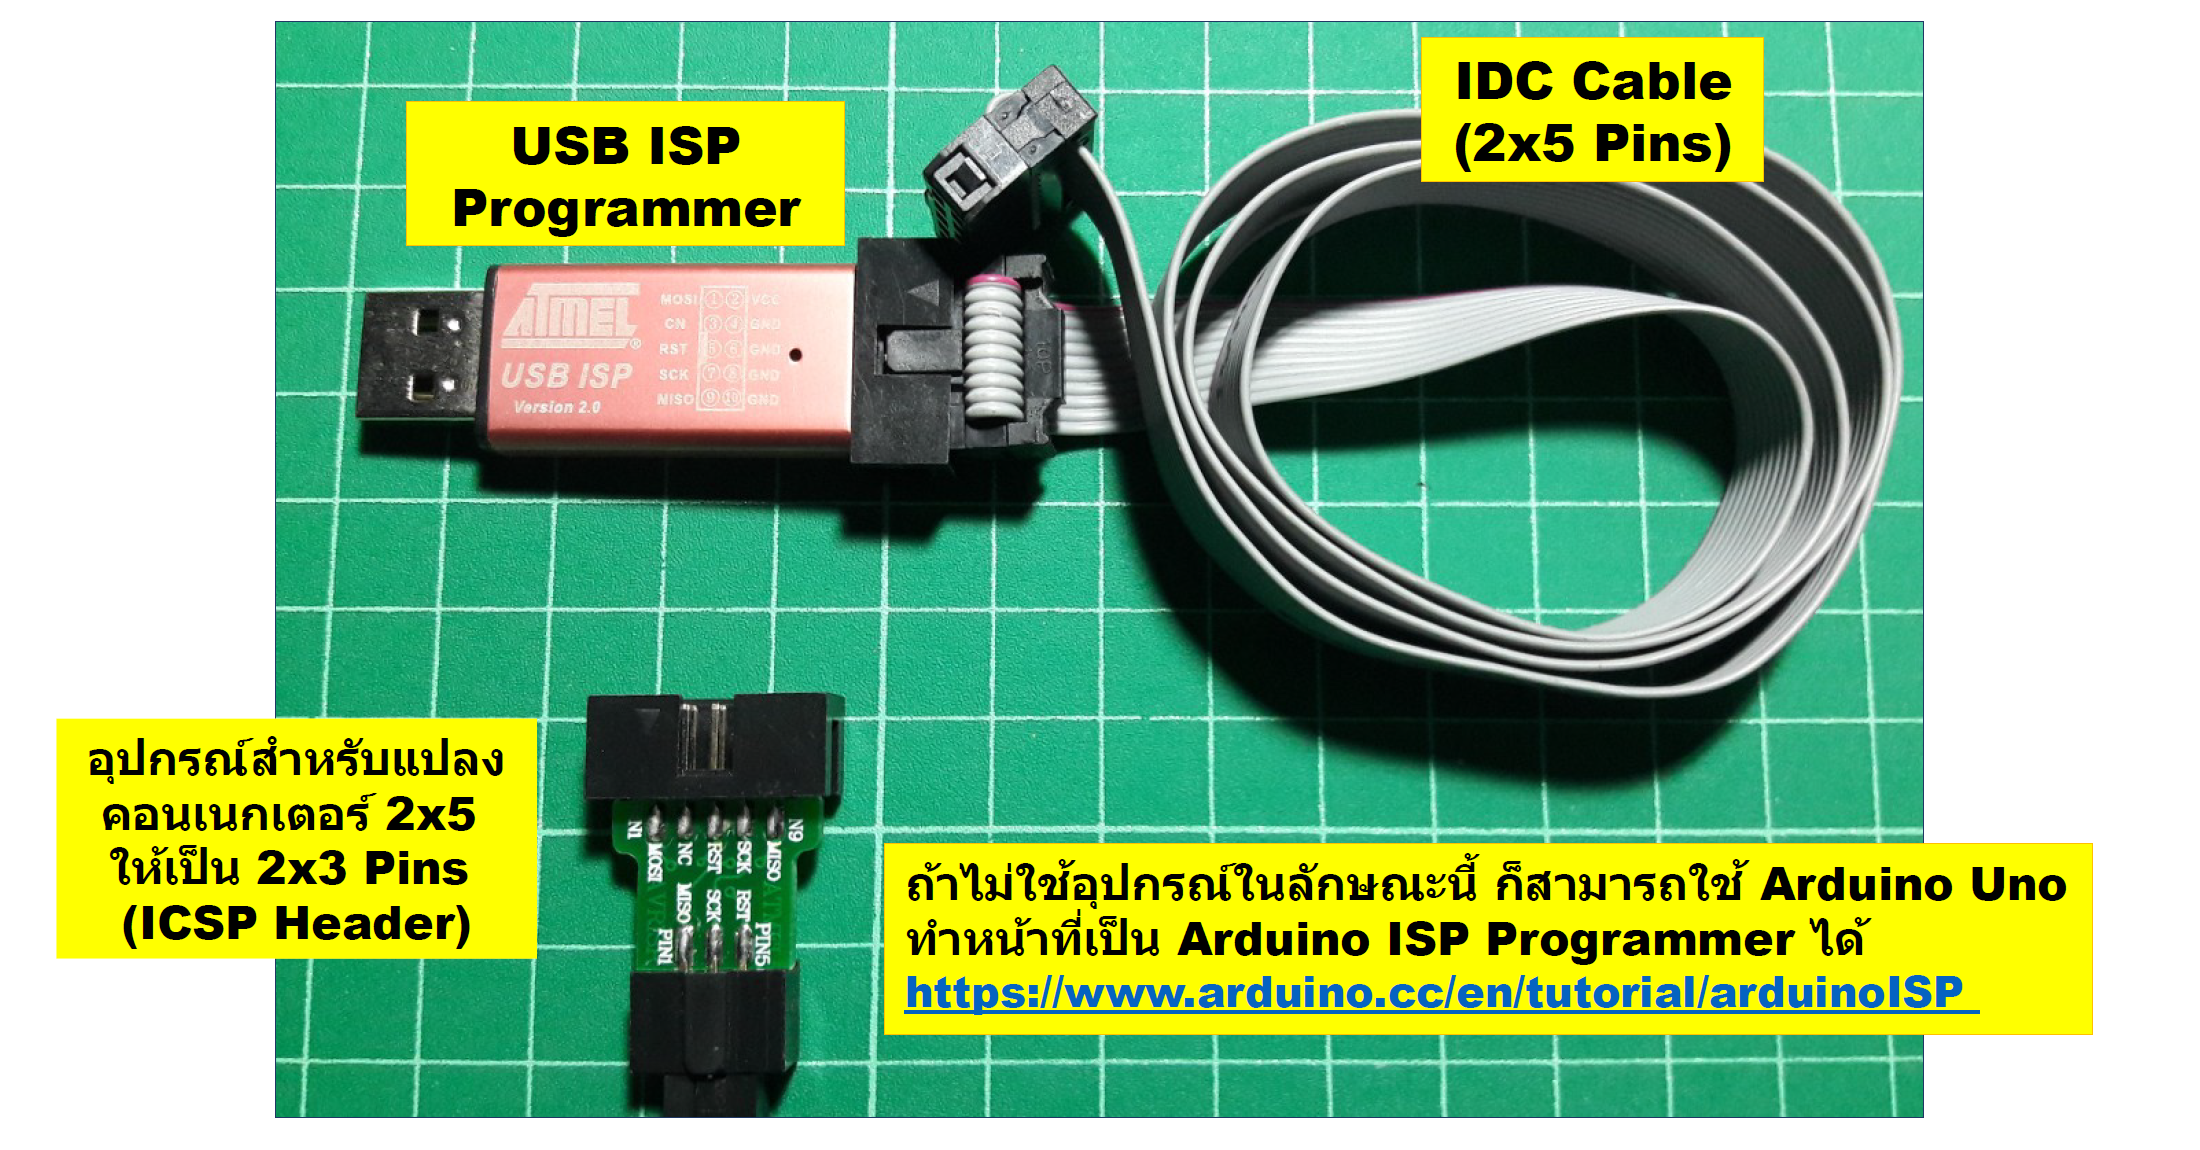 USB ISP
Programmer
IDC Cable
(2x5 Pins)
ATMEL®
USB ISP
Version 2.0
MOSI 1 2 VCC
CN 3 4 GND
RST 5 6 GND
SCK 7 8 GND
MISO 9 10 GND
อุปกรณ์สำหรับแปลง
คอนเนกเตอร์ 2x5
ให้เป็น 2x3 Pins
(ICSP Header)
N1
MOSI
NC
RST
SCK
MISO
N9
MISO
SCK
RST
PIN1
PIN5
ถ้าไม่ใช้อุปกรณ์ในลักษณะนี้ ก็สามารถใช้ Arduino Uno
ทำหน้าที่เป็น Arduino ISP Programmer ได้
https://www.arduino.cc/en/tutorial/arduinoISP